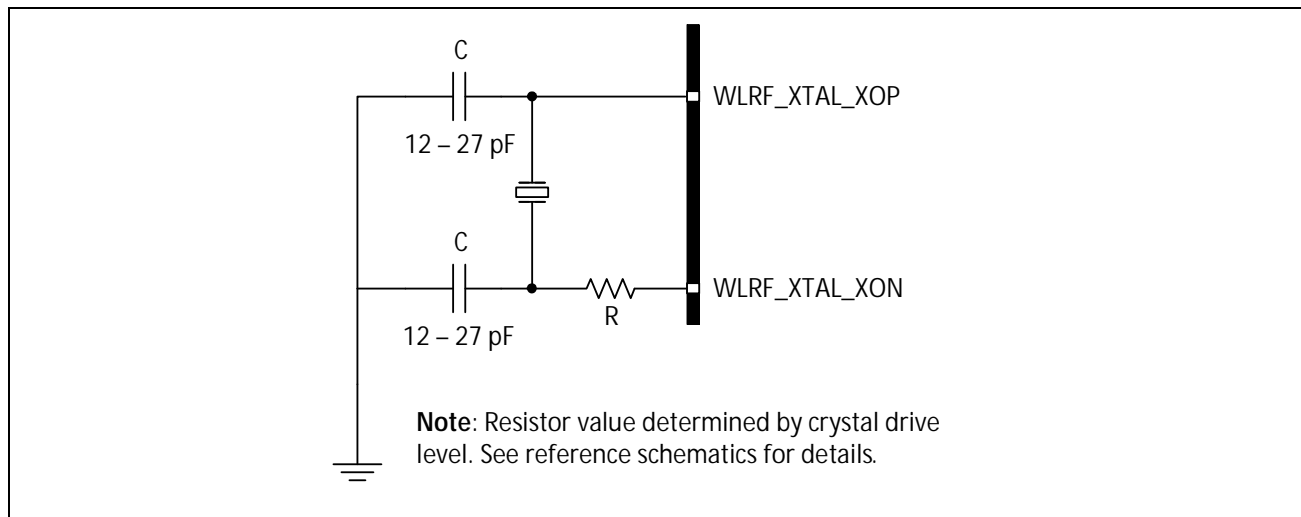 C
WLRF_XTAL_XOP
12 – 27 pF
C
WLRF_XTAL_XON
R
12 – 27 pF
Note: Resistor value determined by crystal drive
level. See reference schematics for details.